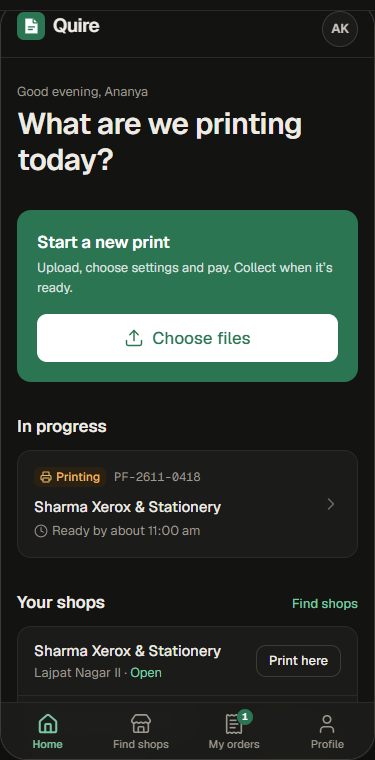 Quire
AK
Good evening, Ananya
What are we printing
today?
Start a new print
Upload, choose settings and pay. Collect when it's
ready.
Choose files
In progress
Printing PF-2611-0418
Sharma Xerox & Stationery
Ready by about 11:00 am
Your shops Find shops
Sharma Xerox & Stationery
Lajpat Nagar II · Open
Print here
1
Home Find shops My orders Profile